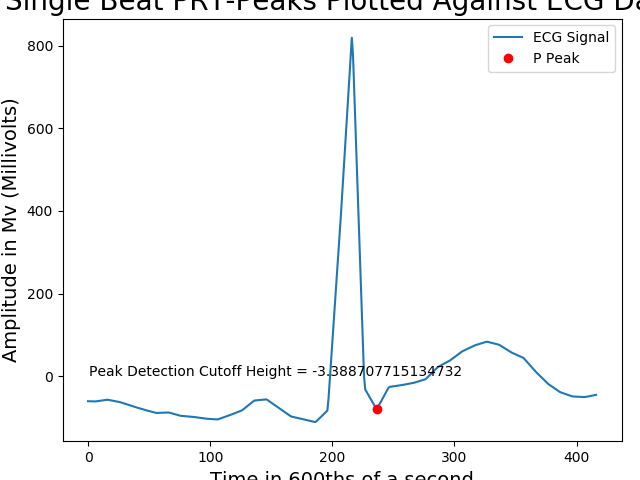 Single Beat PRT-Peaks Plotted Against ECG Da
ECG Signal
P Peak
Amplitude in Mv (Millivolts)
800
600
400
200
0
Peak Detection Cutoff Height = -3.388707715134732
0 100 200 300 400
Time in 600ths of a second